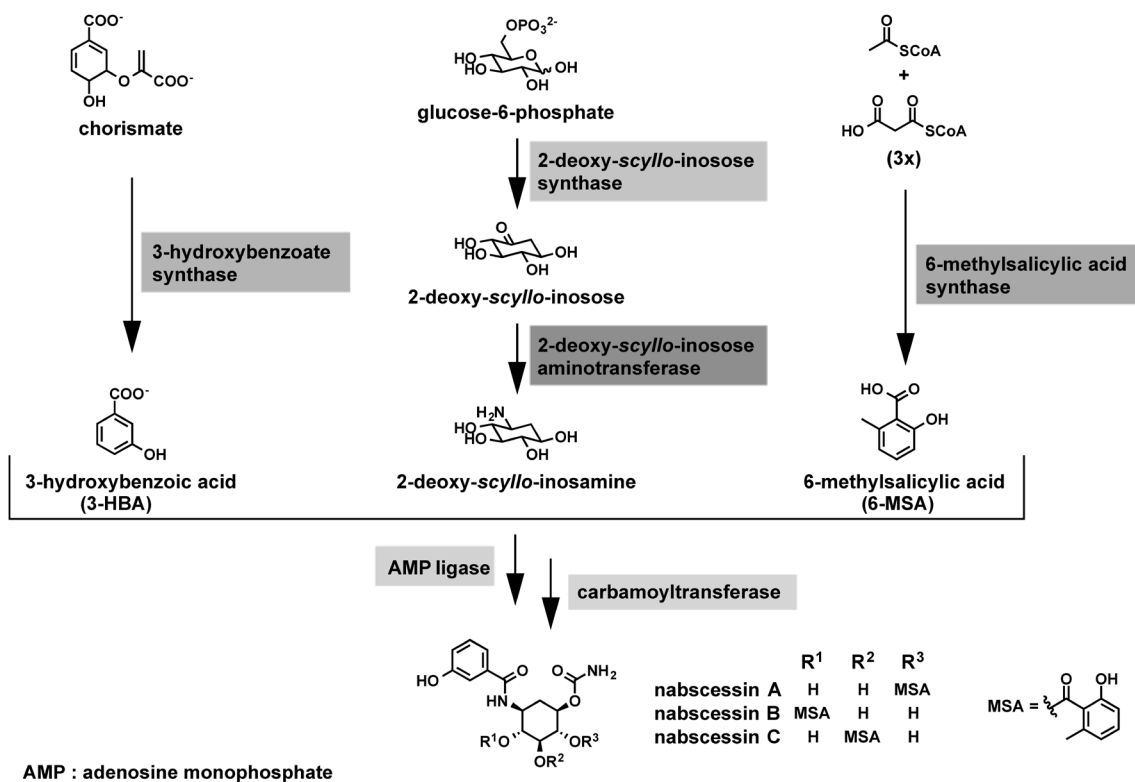 COO⁻
O
COO⁻
OH
chorismate
OPO₃²⁻
HO
HO
O
OH
OH
glucose-6-phosphate
O
SCoA
+
O
O
HO
SCoA
(3x)
2-deoxy-scyllo-inosose
synthase
3-hydroxybenzoate
synthase
O
HO
HO
OH
OH
2-deoxy-scyllo-inosose
6-methylsalicylic acid
synthase
2-deoxy-scyllo-inosose
aminotransferase
COO⁻
OH
3-hydroxybenzoic acid
(3-HBA)
H₂N
HO
HO
OH
OH
2-deoxy-scyllo-inosamine
HO
O
OH
6-methylsalicylic acid
(6-MSA)
AMP ligase
carbamoyltransferase
HO
O
HN
O
NH₂
O
R¹O
OR²
OR³
R¹ R² R³
nabscessin A H H MSA
nabscessin B MSA H H
nabscessin C H MSA H
MSA =
O
OH
AMP : adenosine monophosphate